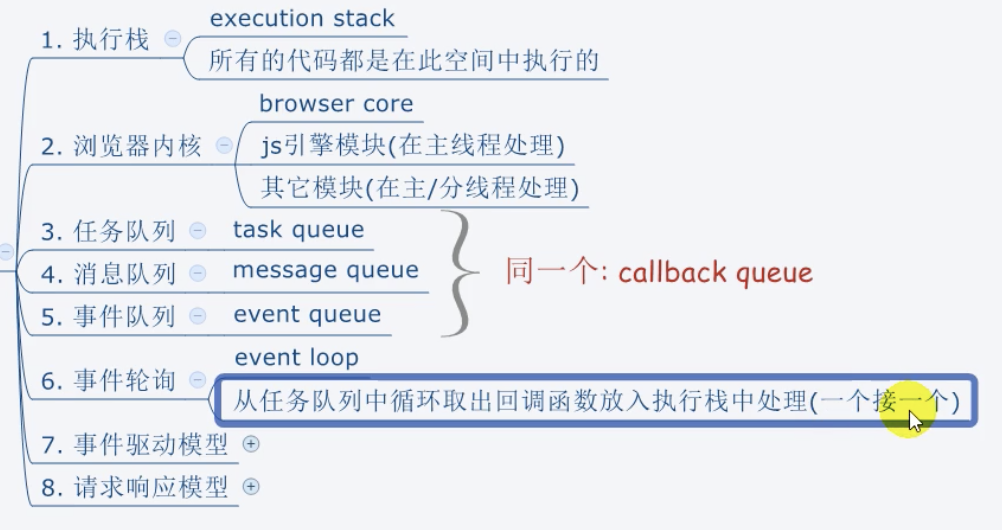 1. 执行栈
execution stack
所有的代码都是在此空间中执行的
2. 浏览器内核
browser core
js引擎模块(在主线程处理)
其它模块(在主/分线程处理)
3. 任务队列
task queue
4. 消息队列
message queue
5. 事件队列
event queue
同一个: callback queue
6. 事件轮询
event loop
从任务队列中循环取出回调函数放入执行栈中处理(一个接一个)
7. 事件驱动模型
8. 请求响应模型